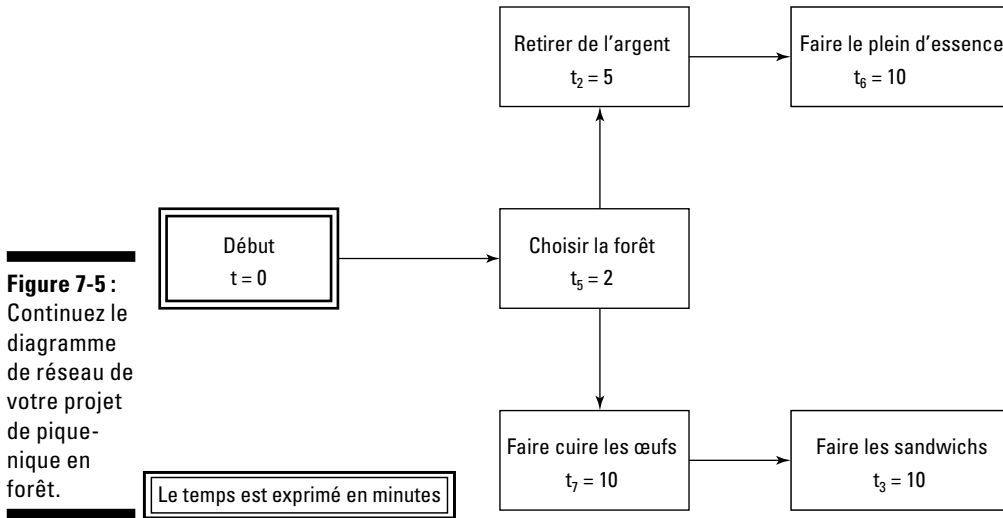 Retirer de l'argent
t₂ = 5
Faire le plein d'essence
t₆ = 10
Début
t = 0
Choisir la forêt
t₅ = 2
Figure 7-5 :
Continuez le
diagramme
de réseau de
votre projet
de pique-
nique en
forêt.
Faire cuire les œufs
t₇ = 10
Faire les sandwichs
t₃ = 10
Le temps est exprimé en minutes